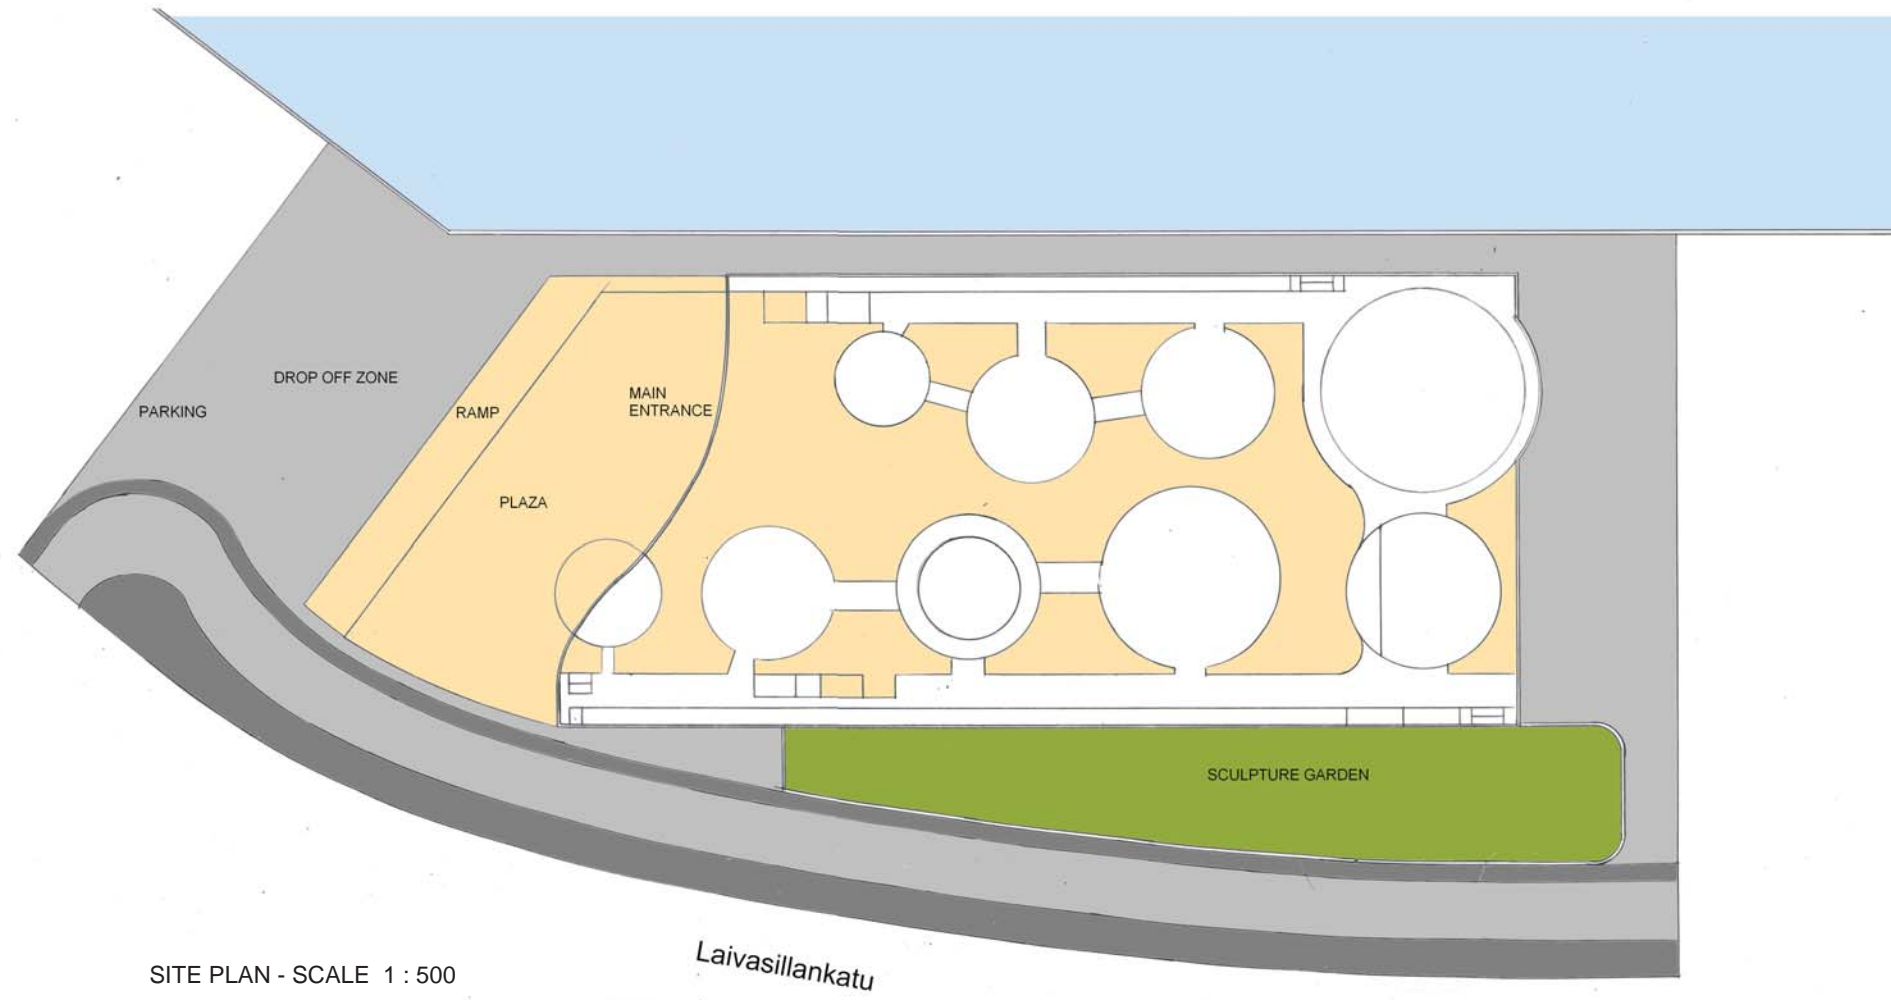 DROP OFF ZONE
PARKING
RAMP
MAIN
ENTRANCE
PLAZA
SCULPTURE GARDEN
Laivasillankatu
SITE PLAN - SCALE 1 : 500